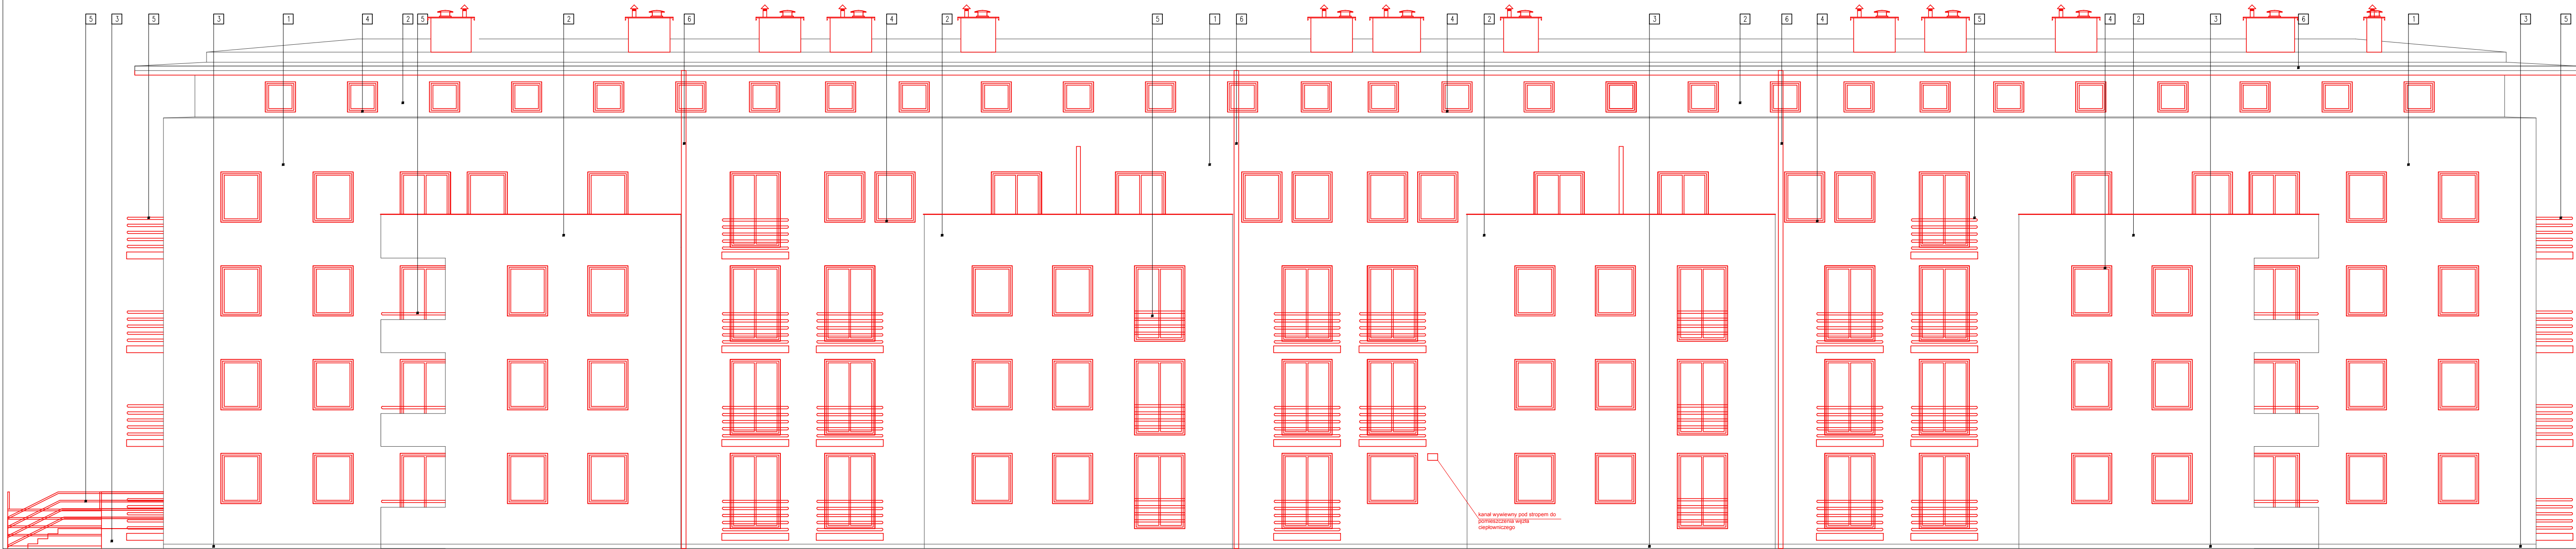 5 3 5 3 1 4 2 5 2 6 4 2 5 1 6 4 2 3 2 6 4 5 4 2 3 6 1 3 5
kanał wywiewny pod stropem do
pomieszczenia węzła
ciepłowniczego